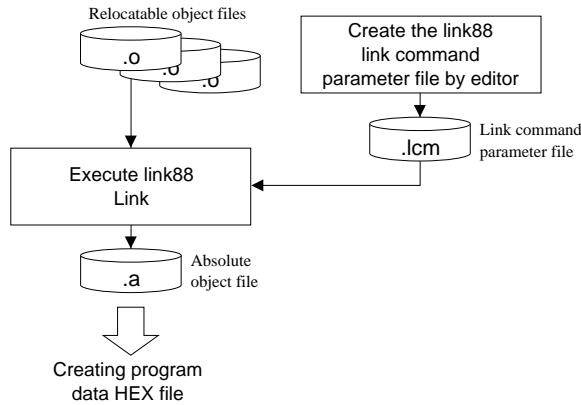 Relocatable object files
.o
.o
.o
Create the link88
link command
parameter file by editor
.lcm
Link command
parameter file
Execute link88
Link
.a
Absolute
object file
Creating program
data HEX file